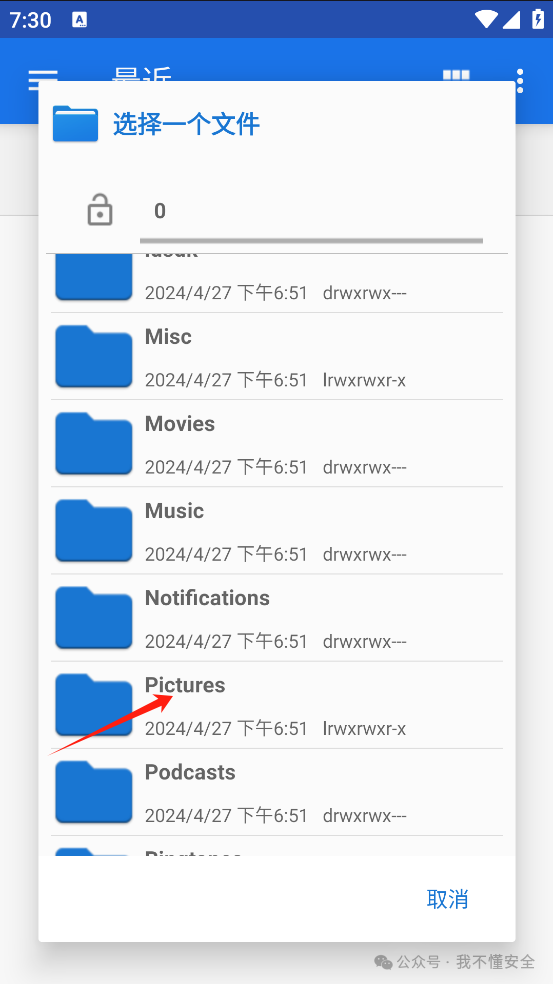 7:30
最近
选择一个文件
0
2024/4/27 下午6:51 drwxrwx---
Misc
2024/4/27 下午6:51 lrwxrwxr-x
Movies
2024/4/27 下午6:51 drwxrwx---
Music
2024/4/27 下午6:51 drwxrwx---
Notifications
2024/4/27 下午6:51 drwxrwx---
Pictures
2024/4/27 下午6:51 lrwxrwxr-x
Podcasts
2024/4/27 下午6:51 drwxrwx---
取消
公众号 · 我不懂安全